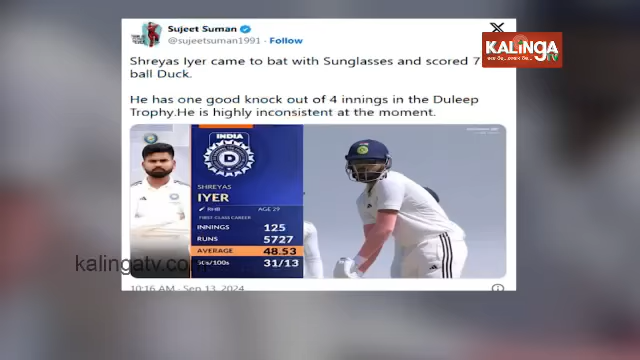 Sujeet Suman
@sujeetsuman1991 · Follow
KALINGA
TV
Shreyas Iyer came to bat with Sunglasses and scored 7
ball Duck.
He has one good knock out of 4 innings in the Duleep
Trophy.He is highly inconsistent at the moment.
INDIA
D
SHREYAS
IYER
RHB AGE 29
FIRST-CLASS CAREER
INNINGS 125
RUNS 5727
AVERAGE 48.53
50s/100s 31/13
kalingatv.com
10:16 AM · Sep 13, 2024